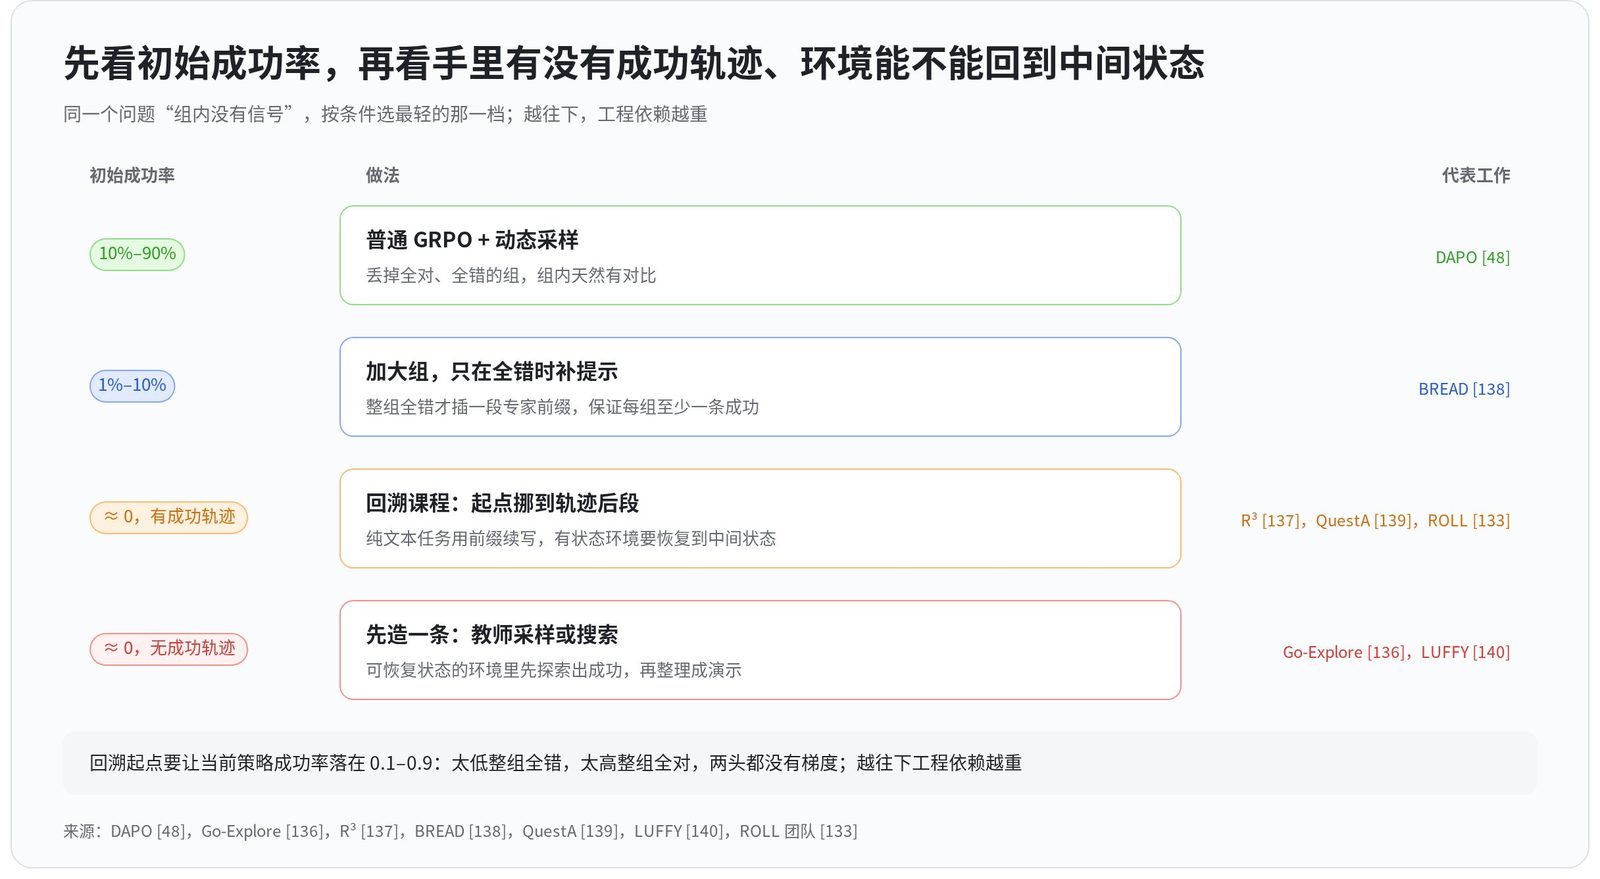 先看初始成功率，再看手里有没有成功轨迹、环境能不能回到中间状态
同一个问题“组内没有信号”，按条件选最轻的那一档；越往下，工程依赖越重
初始成功率 做法 代表工作
10%–90%
普通 GRPO + 动态采样
丢掉全对、全错的组，组内天然有对比
DAPO [48]
1%–10%
加大组，只在全错时补提示
整组全错才插一段专家前缀，保证每组至少一条成功
BREAD [138]
≈ 0，有成功轨迹
回溯课程：起点挪到轨迹后段
纯文本任务用前缀续写，有状态环境要恢复到中间状态
R³ [137]，QuestA [139]，ROLL [133]
≈ 0，无成功轨迹
先造一条：教师采样或搜索
可恢复状态的环境里先探索出成功，再整理成演示
Go-Explore [136]，LUFFY [140]
回溯起点要让当前策略成功率落在 0.1–0.9：太低整组全错，太高整组全对，两头都没有梯度；越往下工程依赖越重
来源：DAPO [48]，Go-Explore [136]，R³ [137]，BREAD [138]，QuestA [139]，LUFFY [140]，ROLL 团队 [133]